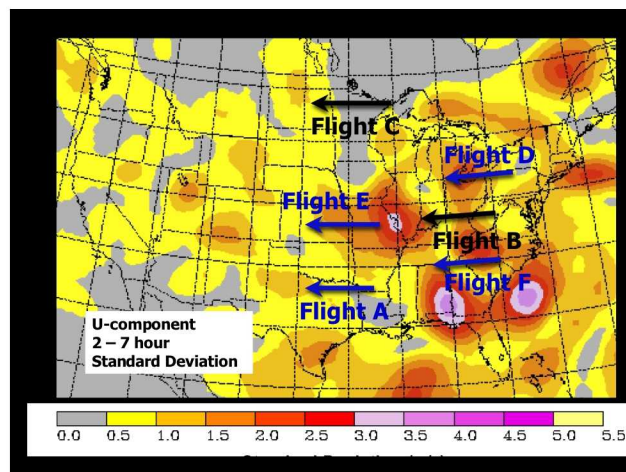 Flight C
Flight D
Flight E
Flight B
Flight F
Flight A
U-component
2 – 7 hour
Standard Deviation
0.0 0.5 1.0 1.5 2.0 2.5 3.0 3.5 4.0 4.5 5.0 5.5